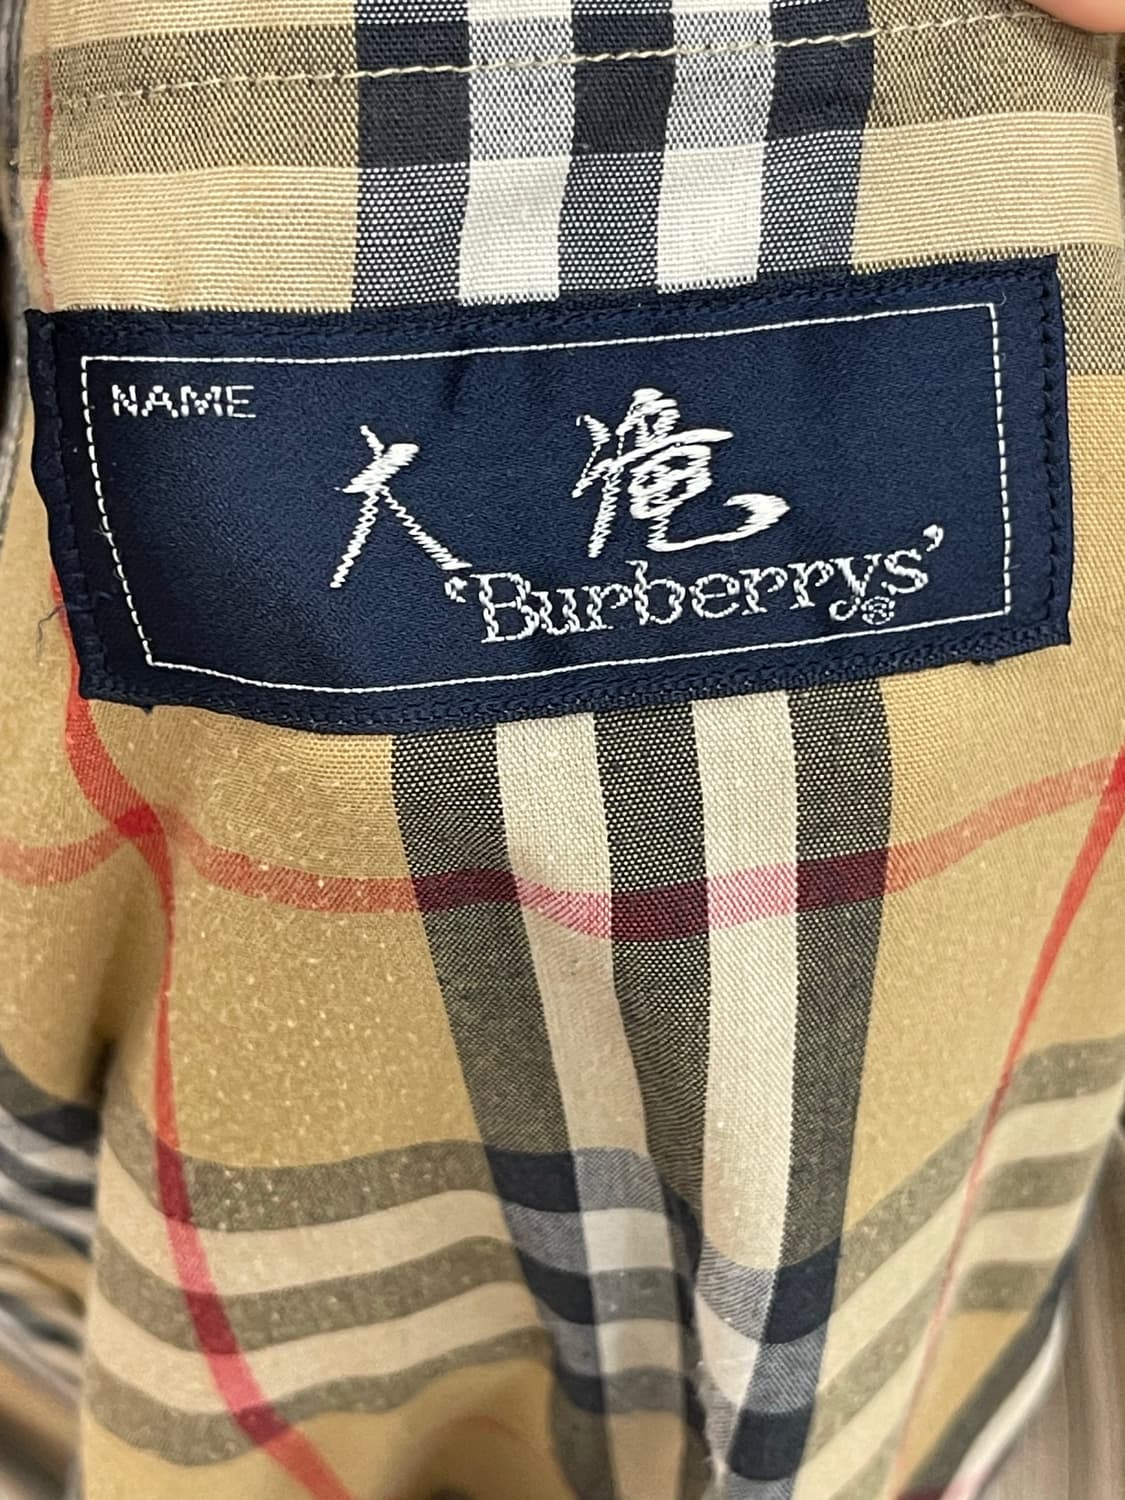 NAME
大 滝
‘Burberrys’®